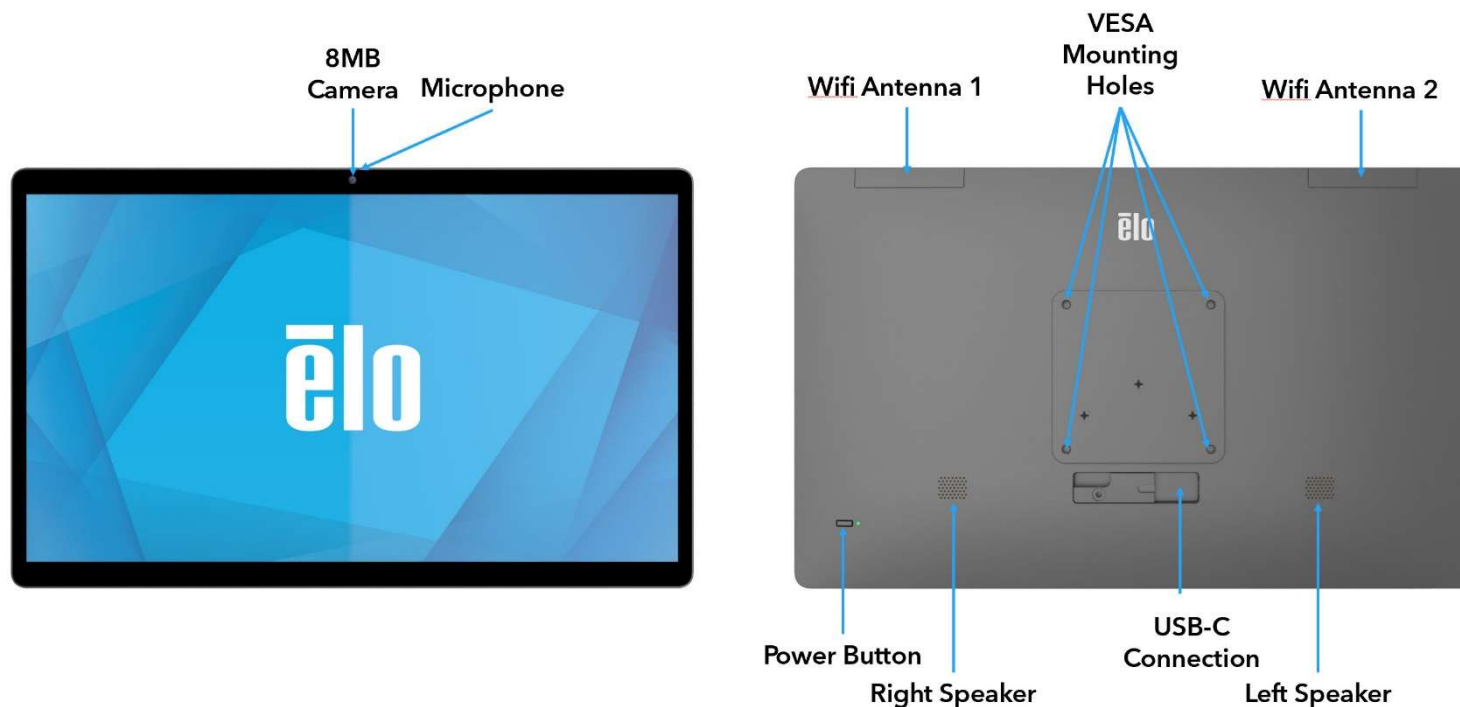 8MB
Camera
Microphone
ēlo
VESA
Mounting
Holes
Wifi Antenna 1
Wifi Antenna 2
ēlo
Power Button
Right Speaker
USB-C
Connection
Left Speaker